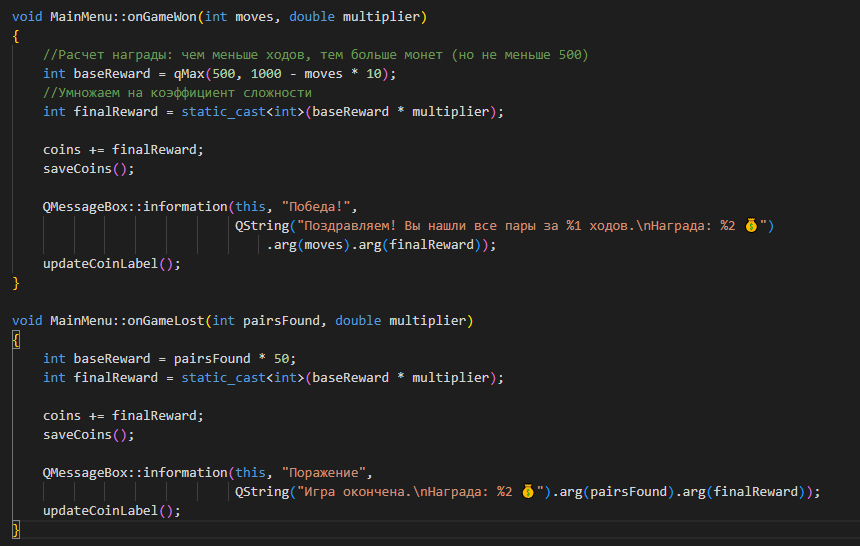 void MainMenu::onGameWon(int moves, double multiplier)
{
    //Расчет награды: чем меньше ходов, тем больше монет (но не меньше 500)
    int baseReward = qMax(500, 1000 - moves * 10);
    //Умножаем на коэффициент сложности
    int finalReward = static_cast<int>(baseReward * multiplier);

    coins += finalReward;
    saveCoins();

    QMessageBox::information(this, "Победа!",
                             QString("Поздравляем! Вы нашли все пары за %1 ходов.\nНаграда: %2 💰")
                                 .arg(moves).arg(finalReward));
    updateCoinLabel();
}

void MainMenu::onGameLost(int pairsFound, double multiplier)
{
    int baseReward = pairsFound * 50;
    int finalReward = static_cast<int>(baseReward * multiplier);

    coins += finalReward;
    saveCoins();

    QMessageBox::information(this, "Поражение",
                             QString("Игра окончена.\nНаграда: %2 💰").arg(pairsFound).arg(finalReward));
    updateCoinLabel();
}